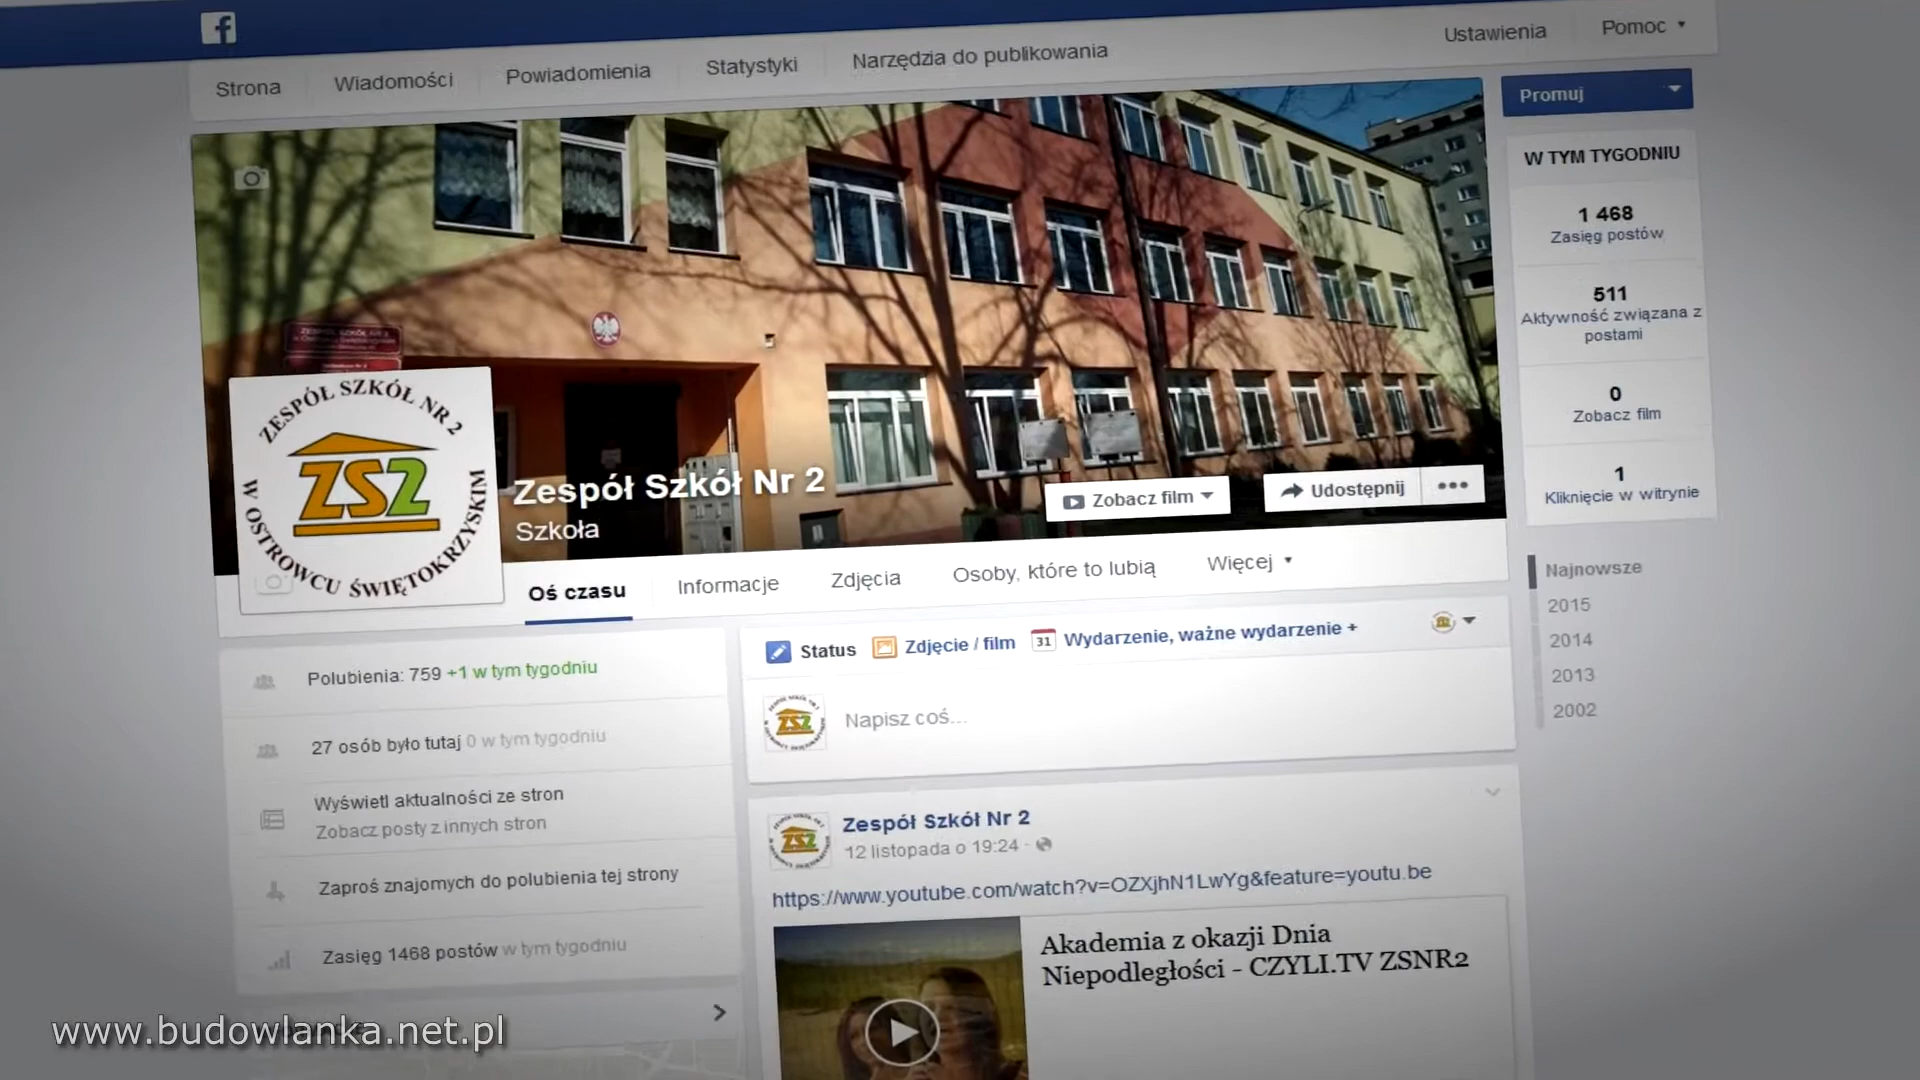 Strona
Wiadomości
Powiadomienia
Statystyki
Narzędzia do publikowania
Ustawienia
Pomoc
Promuj
W TYM TYGODNIU
1 468
Zasięg postów
511
Aktywność związana z
postami
0
Zobacz film
1
Kliknięcie w witrynie
ZESPÓŁ SZKÓŁ NR 2
ZS2
W OSTROWCU ŚWIĘTOKRZYSKIM
Zespół Szkół Nr 2
Szkoła
Zobacz film
Udostępnij
Oś czasu
Informacje
Zdjęcia
Osoby, które to lubią
Więcej
Najnowsze
2015
2014
2013
2002
Polubienia: 759 +1 w tym tygodniu
27 osób było tutaj 0 w tym tygodniu
Wyświetl aktualności ze stron
Zobacz posty z innych stron
Zaproś znajomych do polubienia tej strony
Zasięg 1468 postów w tym tygodniu
Status
Zdjęcie / film
31
Wydarzenie, ważne wydarzenie +
Napisz coś...
Zespół Szkół Nr 2
12 listopada o 19:24 ·
https://www.youtube.com/watch?v=OZXjhN1LwYg&feature=youtu.be
Akademia z okazji Dnia
Niepodległości - CZYLI.TV ZSNR2
www.budowlanka.net.pl